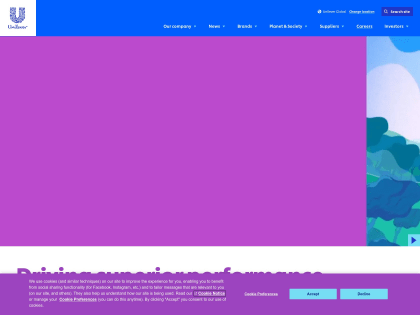 Unilever Global Change location
Search site
Unilever
Our company
News
Brands
Planet & Society
Suppliers
Careers
Investors
Driving superior performance
We use cookies (and similar techniques) on our site to improve the experience for you, enabling you to benefit
from social sharing functionality (for Facebook, Instagram, etc.) and to tailor messages that are relevant to you
(on our site, and others). They also help us understand how our site is being used. Read our at Cookie Notice
or manage your Cookie Preferences (you can do this anytime). By clicking "Accept" you consent to our use of
cookies.
Cookie Preferences
Accept
Decline